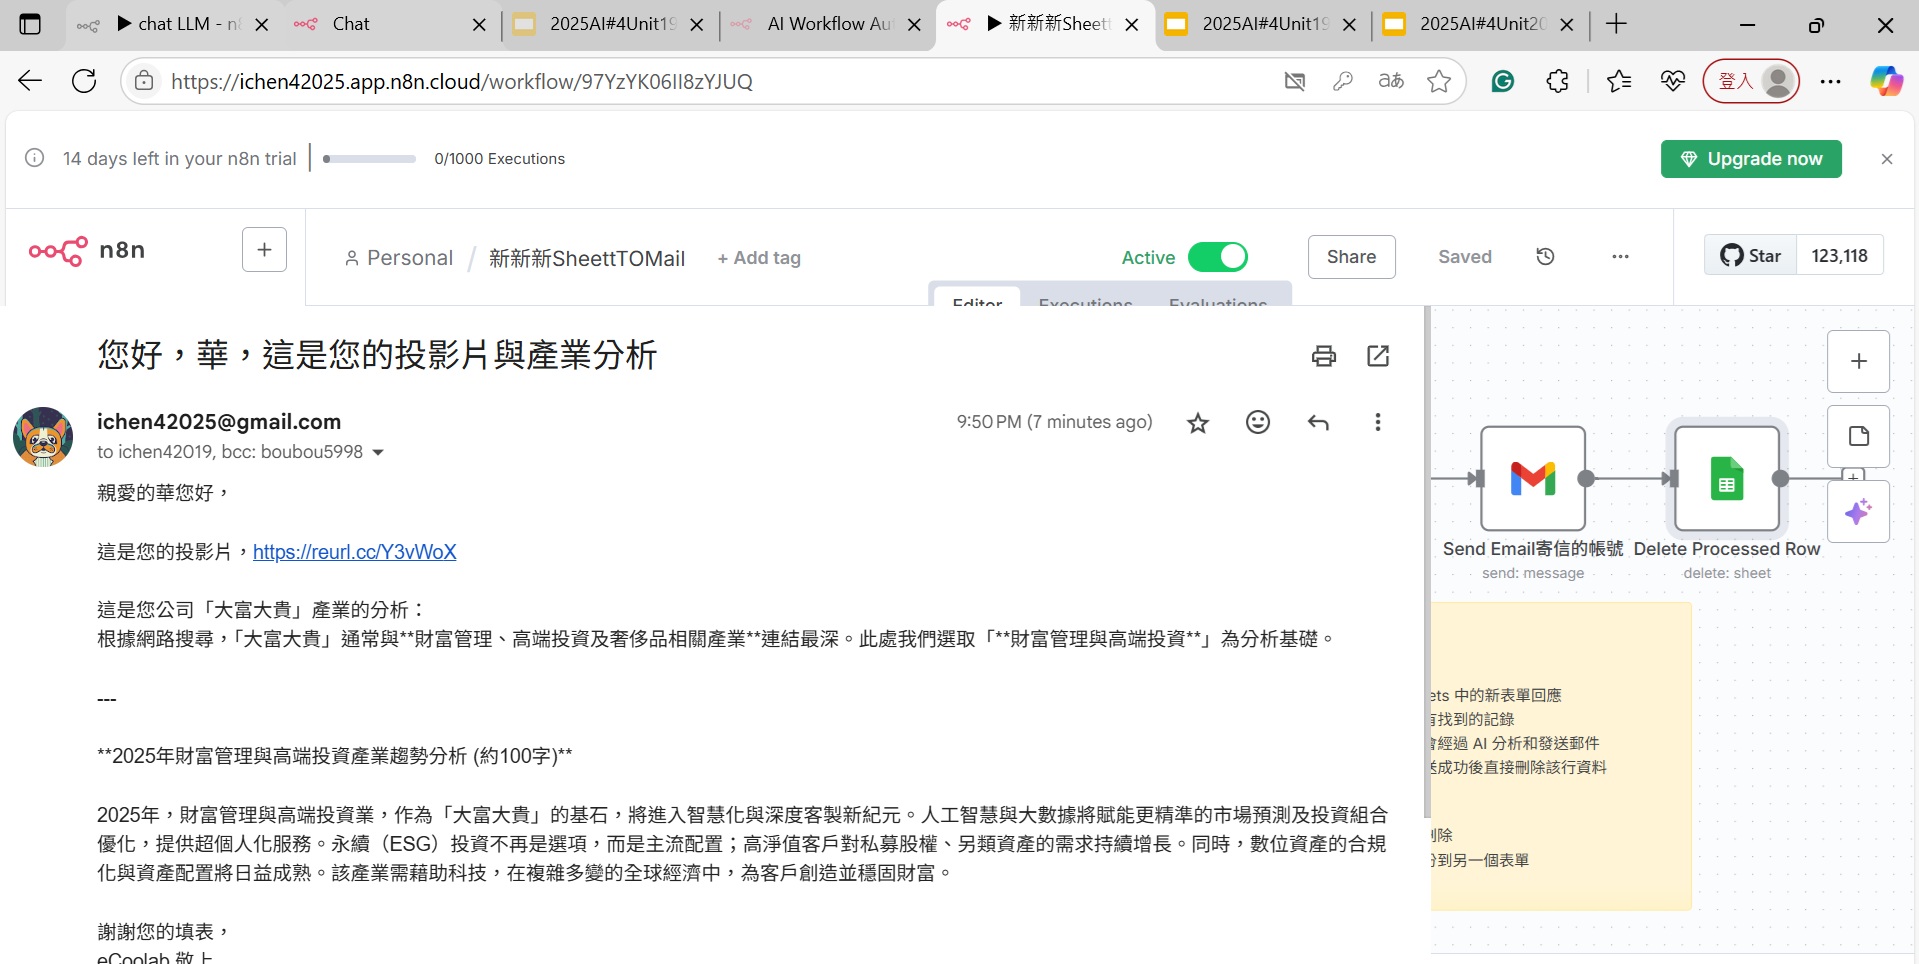 chat LLM - n8
Chat
2025AI#4Unit19
AI Workflow Au
新新新Sheett
2025AI#4Unit19
2025AI#4Unit20
https://ichen42025.app.n8n.cloud/workflow/97YzYK06II8zYJUQ
aあ
登入
14 days left in your n8n trial
0/1000 Executions
Upgrade now
n8n
Personal / 新新新SheettTOMail
+ Add tag
Active
Share
Saved
Star
123,118
Editor
Executions
Evaluations
您好，華，這是您的投影片與產業分析
ichen42025@gmail.com
9:50 PM (7 minutes ago)
to ichen42019, bcc: boubou5998
親愛的華您好，
這是您的投影片，https://reurl.cc/Y3vWoX
這是您公司「大富大貴」產業的分析：
根據網路搜尋，「大富大貴」通常與**財富管理、高端投資及奢侈品相關產業**連結最深。此處我們選取「**財富管理與高端投資**」為分析基礎。
---
**2025年財富管理與高端投資產業趨勢分析 (約100字)**
2025年，財富管理與高端投資業，作為「大富大貴」的基石，將進入智慧化與深度客製新紀元。人工智慧與大數據將賦能更精準的市場預測及投資組合
優化，提供超個人化服務。永續（ESG）投資不再是選項，而是主流配置；高淨值客戶對私募股權、另類資產的需求持續增長。同時，數位資產的合規
化與資產配置將日益成熟。該產業需藉助科技，在複雜多變的全球經濟中，為客戶創造並穩固財富。
謝謝您的填表，
eCoolab 敬上
Send Email寄信的帳號
send: message
Delete Processed Row
delete: sheet
ets 中的新表單回應
有找到的記錄
會經過 AI 分析和發送郵件
送成功後直接刪除該行資料
刪除
份到另一個表單